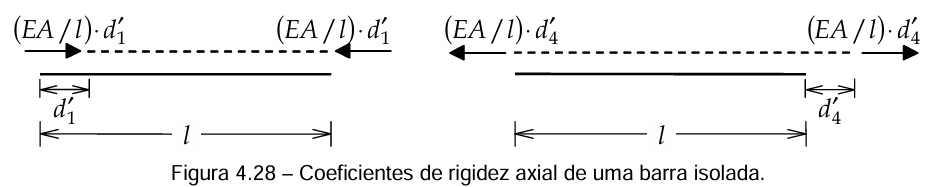 (EA/l)·d′₁ (EA/l)·d′₁ (EA/l)·d′₄ (EA/l)·d′₄
d′₁ d′₄
l l
Figura 4.28 – Coeficientes de rigidez axial de uma barra isolada.